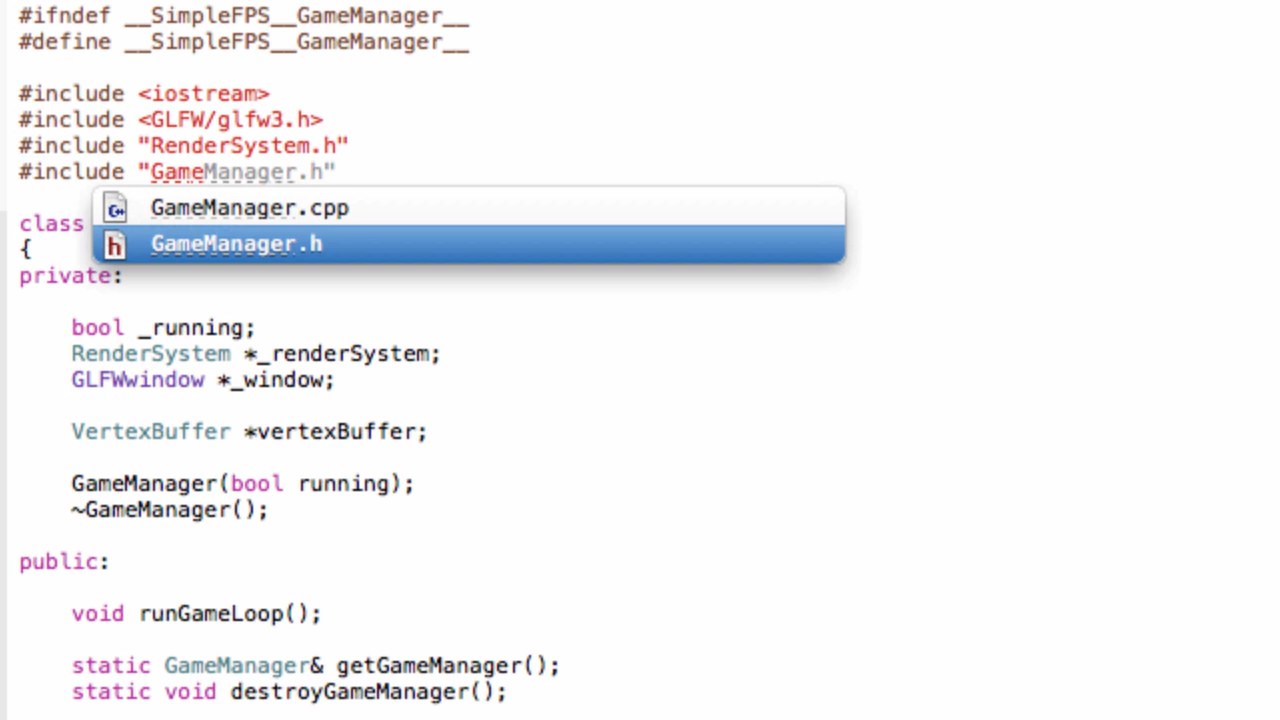 #ifndef __SimpleFPS__GameManager__
#define __SimpleFPS__GameManager__
#include <iostream>
#include <GLFW/glfw3.h>
#include "RenderSystem.h"
#include "GameManager.h"
GameManager.cpp
class
GameManager.h
{
private:
bool _running;
RenderSystem *_renderSystem;
GLFWwindow *_window;
VertexBuffer *vertexBuffer;
GameManager(bool running);
~GameManager();
public:
void runGameLoop();
static GameManager& getGameManager();
static void destroyGameManager();